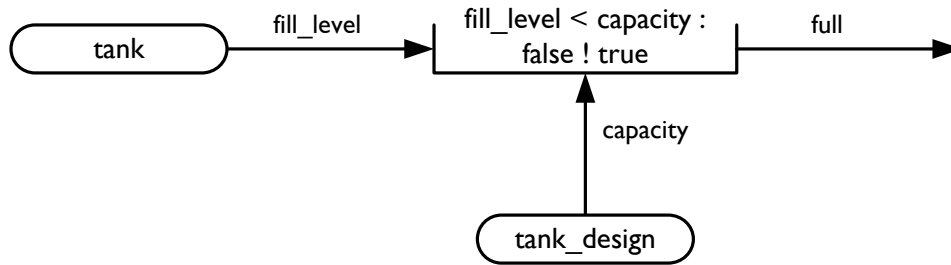 tank
fill_level
fill_level < capacity :
false ! true
full
capacity
tank_design